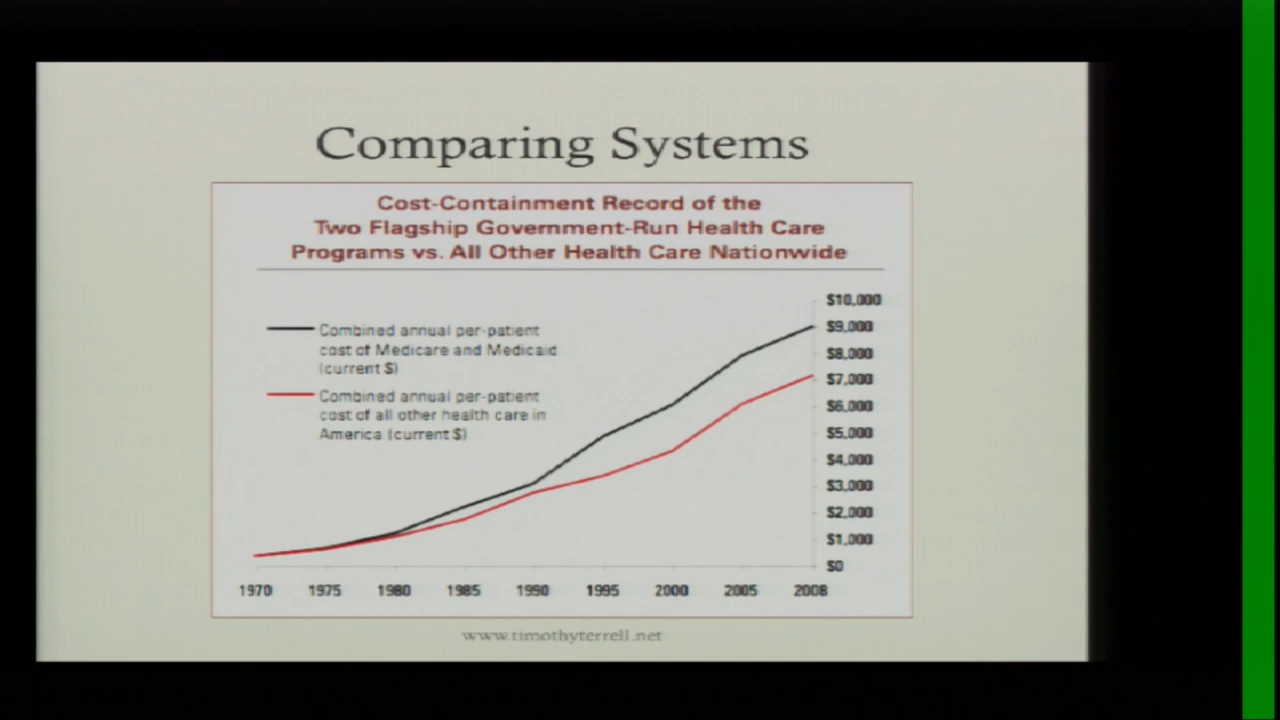 Comparing Systems
Cost-Containment Record of the
Two Flagship Government-Run Health Care
Programs vs. All Other Health Care Nationwide
Combined annual per-patient
cost of Medicare and Medicaid
(current $)
Combined annual per-patient
cost of all other health care in
America (current $)
$10,000
$9,000
$8,000
$7,000
$6,000
$5,000
$4,000
$3,000
$2,000
$1,000
$0
1970 1975 1980 1985 1990 1995 2000 2005 2008
www.timothyterrell.net